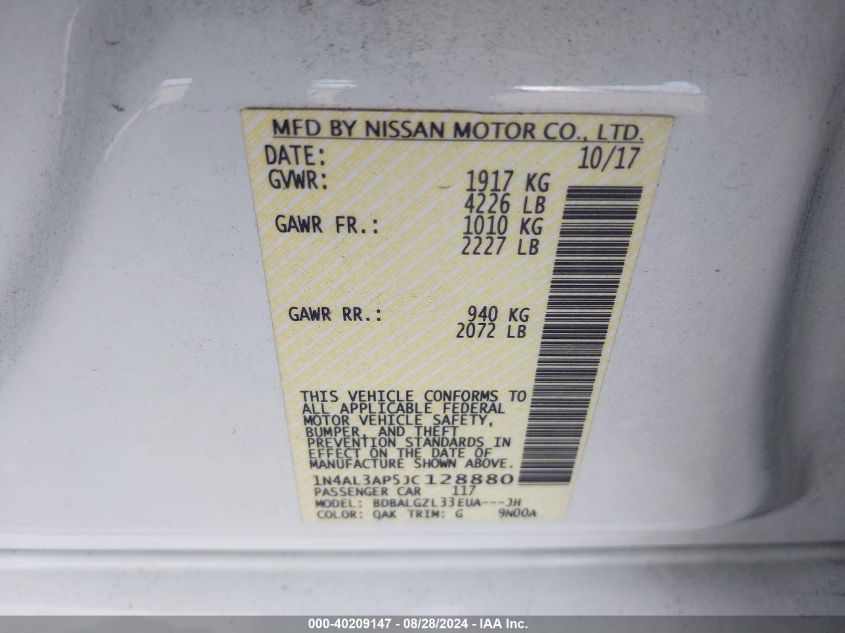 MFD BY NISSAN MOTOR CO., LTD.
DATE: 10/17
GVWR: 1917 KG
4226 LB
GAWR FR.: 1010 KG
2227 LB
GAWR RR.: 940 KG
2072 LB
THIS VEHICLE CONFORMS TO
ALL APPLICABLE FEDERAL
MOTOR VEHICLE SAFETY,
BUMPER, AND THEFT
PREVENTION STANDARDS IN
EFFECT ON THE DATE OF
MANUFACTURE SHOWN ABOVE.
1N4AL3AP5JC128880
PASSENGER CAR 117
MODEL: BDBALGZL33EUA---JH
COLOR: QAK TRIM: G 9N00A
000-40209147 - 08/28/2024 - IAA Inc.